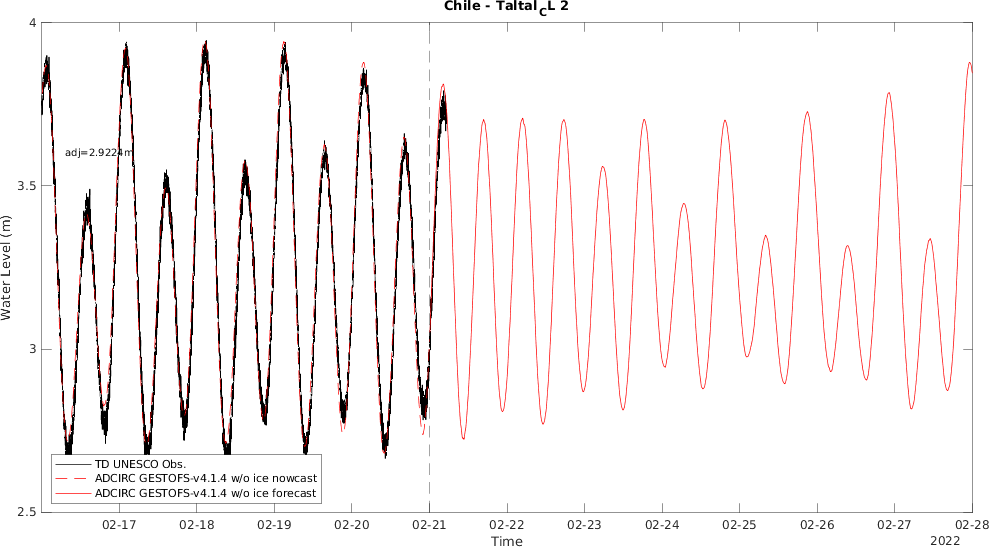 Chile - Taltal_CL 2
4
adj=2.9224m
3.5
Water Level (m)
3
TD UNESCO Obs.
ADCIRC GESTOFS-v4.1.4 w/o ice nowcast
ADCIRC GESTOFS-v4.1.4 w/o ice forecast
2.5
02-17 02-18 02-19 02-20 02-21 02-22 02-23 02-24 02-25 02-26 02-27 02-28
Time
2022